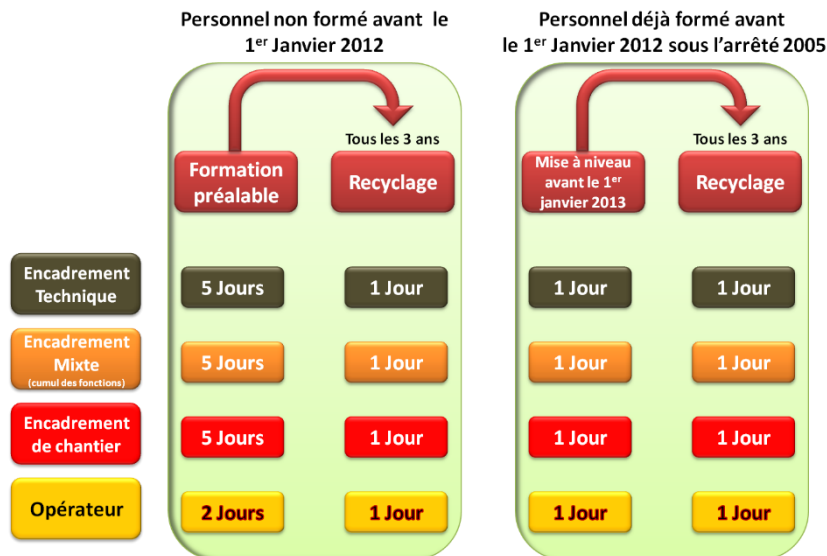 Personnel non formé avant le
1er Janvier 2012
Personnel déjà formé avant
le 1er Janvier 2012 sous l'arrêté 2005
Tous les 3 ans
Formation
préalable
Recyclage
Tous les 3 ans
Mise à niveau
avant le 1er
janvier 2013
Recyclage
Encadrement
Technique
5 Jours
1 Jour
1 Jour
1 Jour
Encadrement
Mixte
(cumul des fonctions)
5 Jours
1 Jour
1 Jour
1 Jour
Encadrement
de chantier
5 Jours
1 Jour
1 Jour
1 Jour
Opérateur
2 Jours
1 Jour
1 Jour
1 Jour